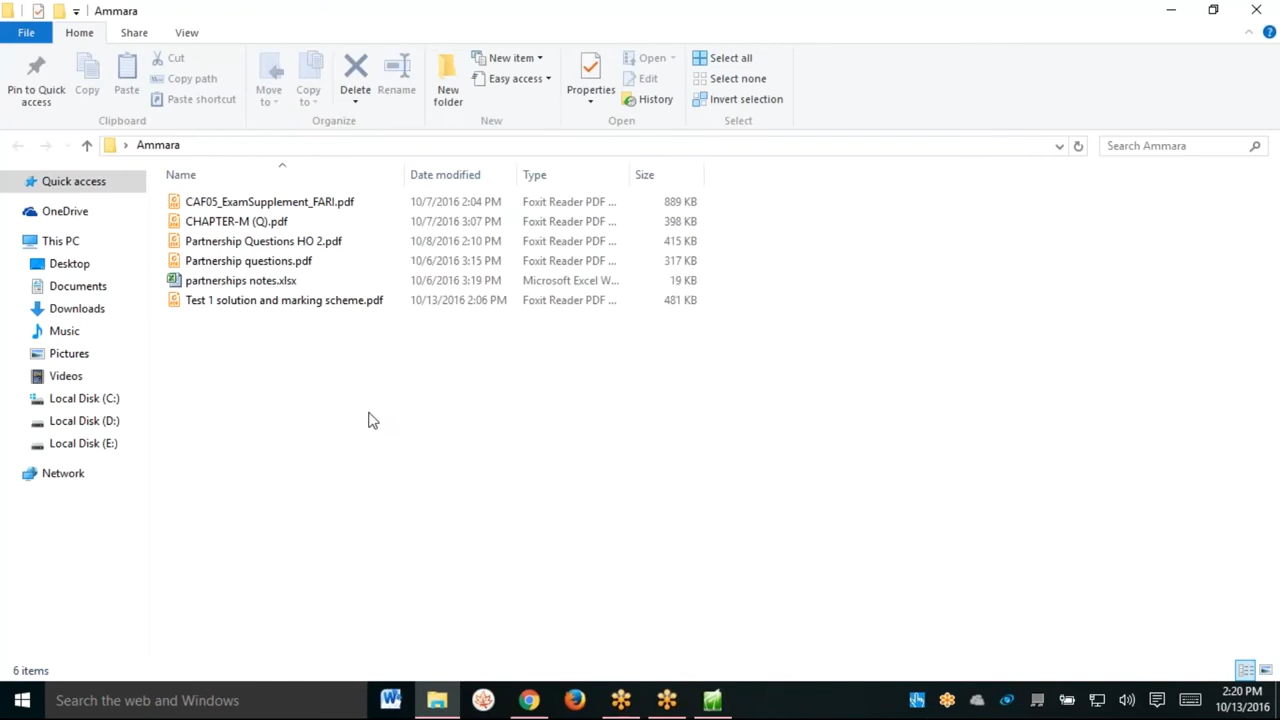 Ammara
File Home Share View
Pin to Quick access
Copy
Paste
Cut
Copy path
Paste shortcut
Move to
Copy to
Delete
Rename
New folder
New item
Easy access
Properties
Open
Edit
History
Select all
Select none
Invert selection
Clipboard Organize New Open Select
Ammara
Search Ammara
Quick access
OneDrive
This PC
Desktop
Documents
Downloads
Music
Pictures
Videos
Local Disk (C:)
Local Disk (D:)
Local Disk (E:)
Network
Name Date modified Type Size
CAF05_ExamSupplement_FARI.pdf 10/7/2016 2:04 PM Foxit Reader PDF ... 889 KB
CHAPTER-M (Q).pdf 10/7/2016 3:07 PM Foxit Reader PDF ... 398 KB
Partnership Questions HO 2.pdf 10/8/2016 2:10 PM Foxit Reader PDF ... 415 KB
Partnership questions.pdf 10/6/2016 3:15 PM Foxit Reader PDF ... 317 KB
partnerships notes.xlsx 10/6/2016 3:19 PM Microsoft Excel W... 19 KB
Test 1 solution and marking scheme.pdf 10/13/2016 2:06 PM Foxit Reader PDF ... 481 KB
6 items
Search the web and Windows
2:20 PM
10/13/2016